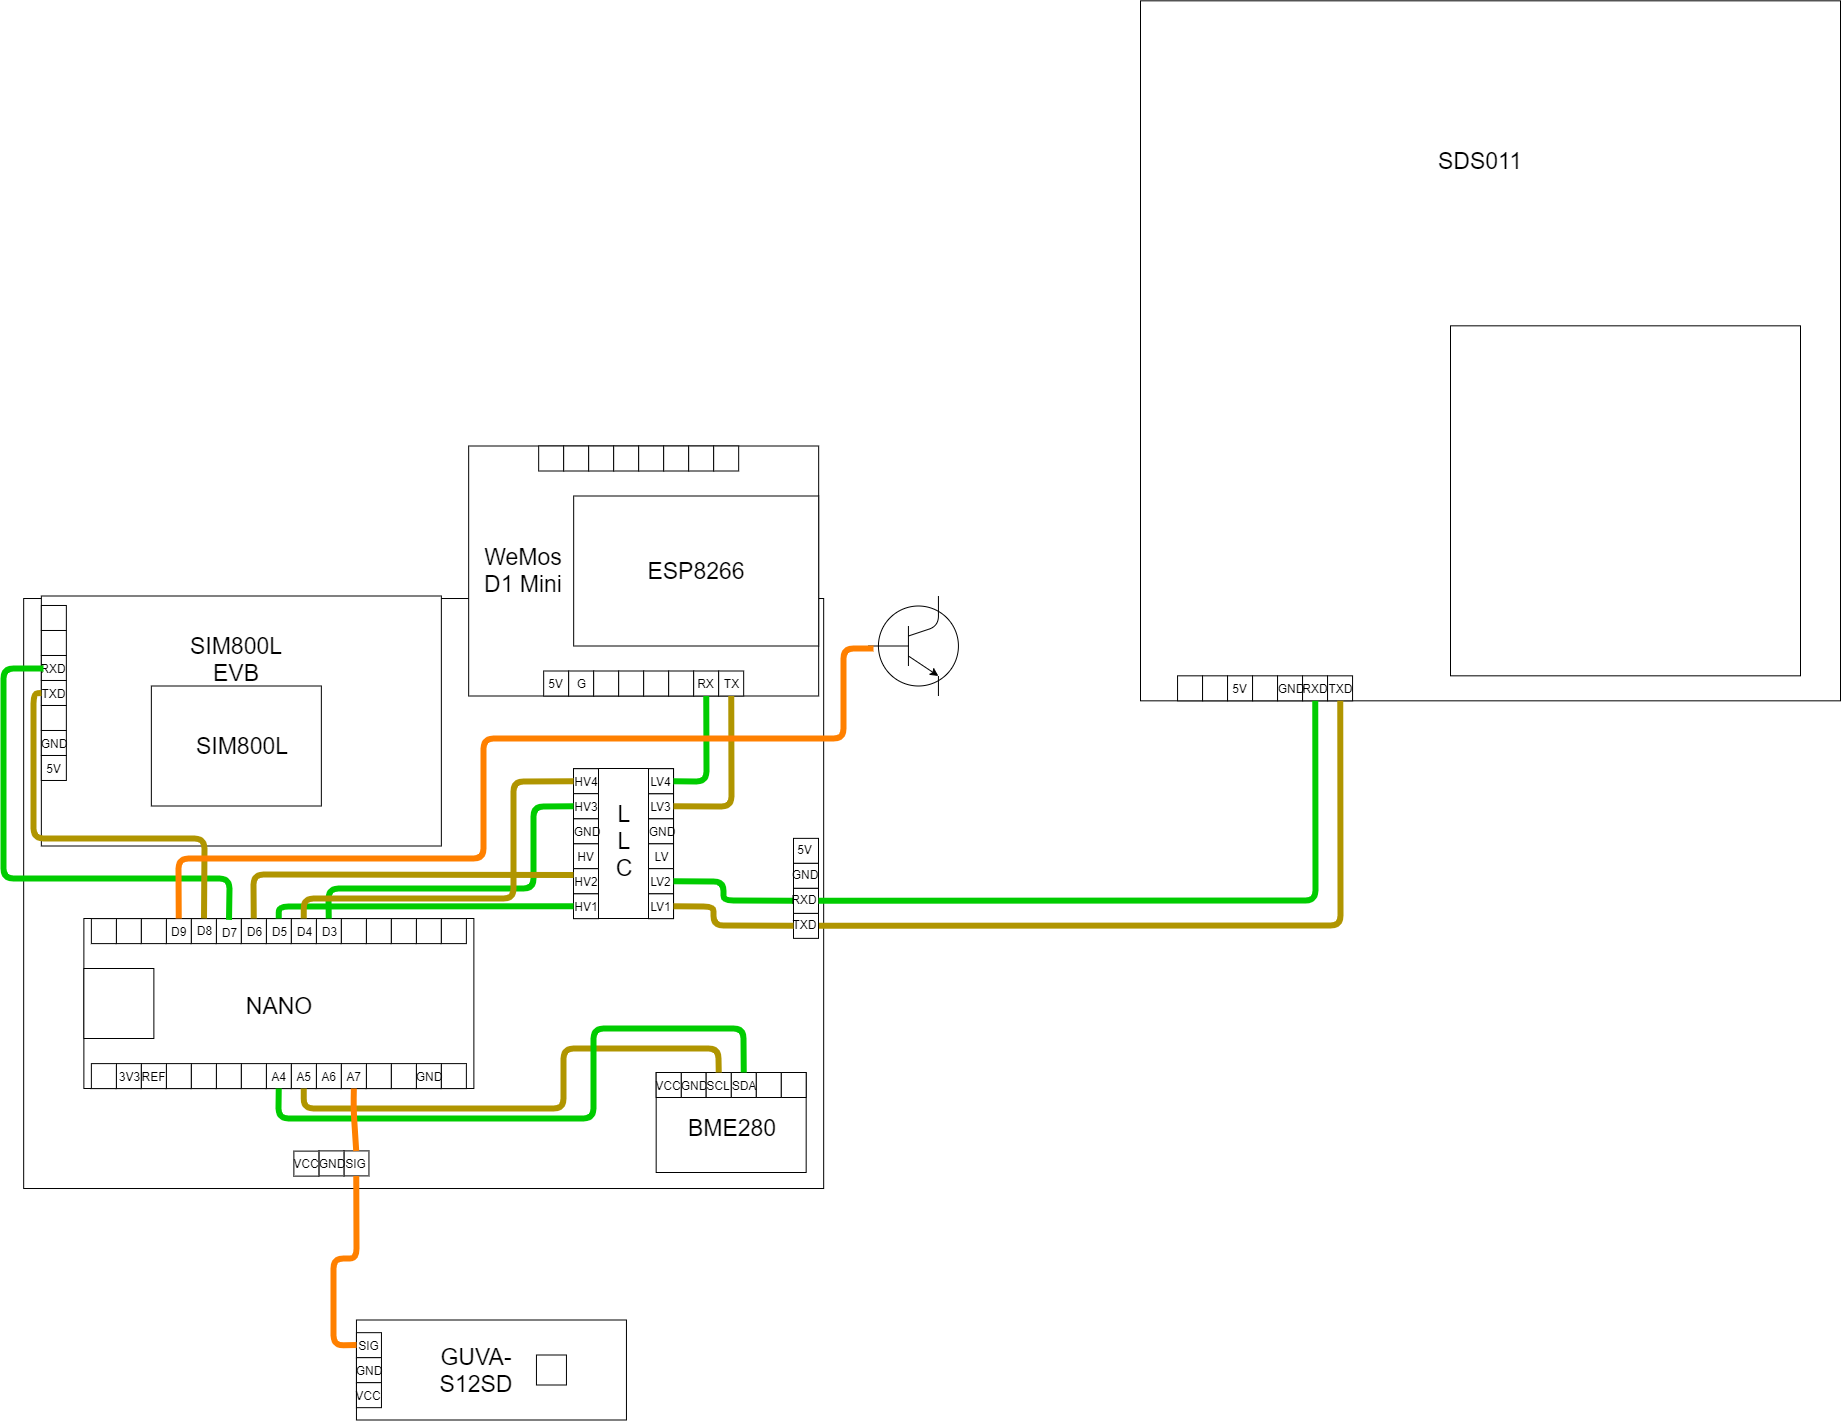 SDS011
5V
GND
RXD
TXD
WeMos
D1 Mini
ESP8266
5V
G
RX
TX
SIM800L
EVB
SIM800L
RXD
TXD
GND
5V
HV4
HV3
GND
HV
HV2
HV1
L
L
C
LV4
LV3
GND
LV
LV2
LV1
5V
GND
RXD
TXD
D9
D8
D7
D6
D5
D4
D3
NANO
3V3
REF
A4
A5
A6
A7
GND
VCC
GND
SCL
SDA
BME280
VCC
GND
SIG
SIG
GND
VCC
GUVA-
S12SD